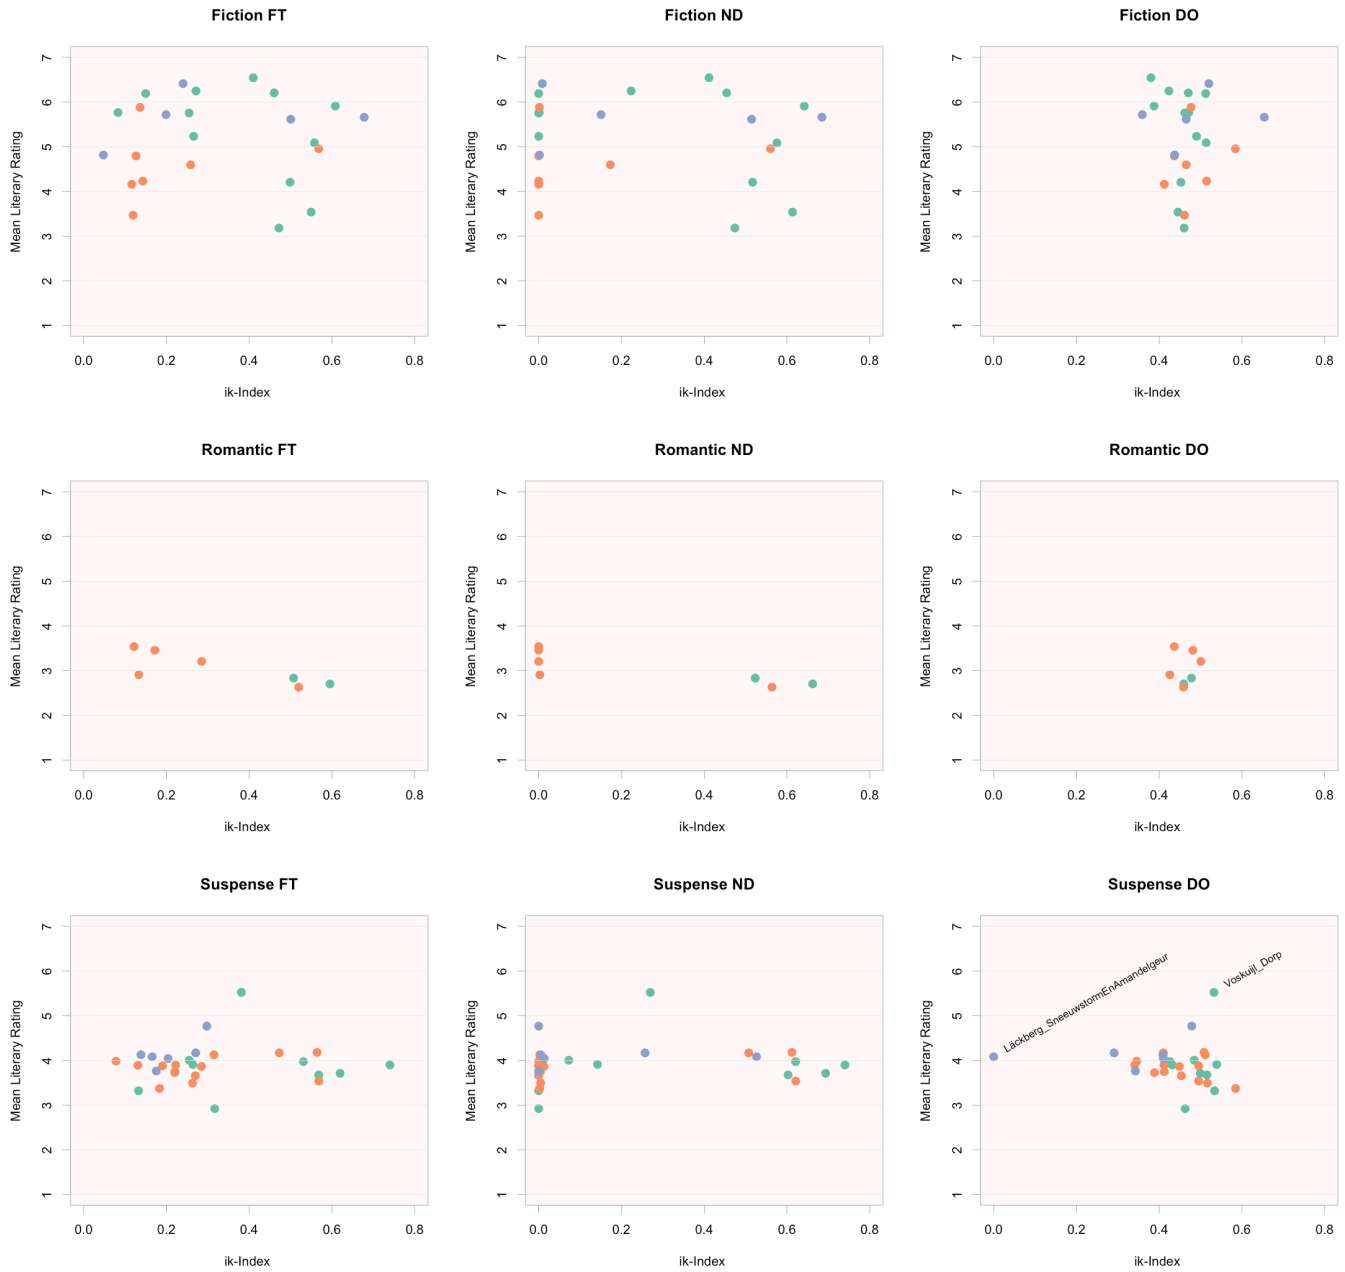 Fiction FT
Mean Literary Rating
7
6
5
4
3
2
1
0.0 0.2 0.4 0.6 0.8
ik-Index
Fiction ND
Mean Literary Rating
7
6
5
4
3
2
1
0.0 0.2 0.4 0.6 0.8
ik-Index
Fiction DO
Mean Literary Rating
7
6
5
4
3
2
1
0.0 0.2 0.4 0.6 0.8
ik-Index
Romantic FT
Mean Literary Rating
7
6
5
4
3
2
1
0.0 0.2 0.4 0.6 0.8
ik-Index
Romantic ND
Mean Literary Rating
7
6
5
4
3
2
1
0.0 0.2 0.4 0.6 0.8
ik-Index
Romantic DO
Mean Literary Rating
7
6
5
4
3
2
1
0.0 0.2 0.4 0.6 0.8
ik-Index
Suspense FT
Mean Literary Rating
7
6
5
4
3
2
1
0.0 0.2 0.4 0.6 0.8
ik-Index
Suspense ND
Mean Literary Rating
7
6
5
4
3
2
1
0.0 0.2 0.4 0.6 0.8
ik-Index
Suspense DO
Mean Literary Rating
7
6
5
4
3
2
1
Läckberg_SneeuwstormEnAmandelgeur
Voskuijl_Dorp
0.0 0.2 0.4 0.6 0.8
ik-Index